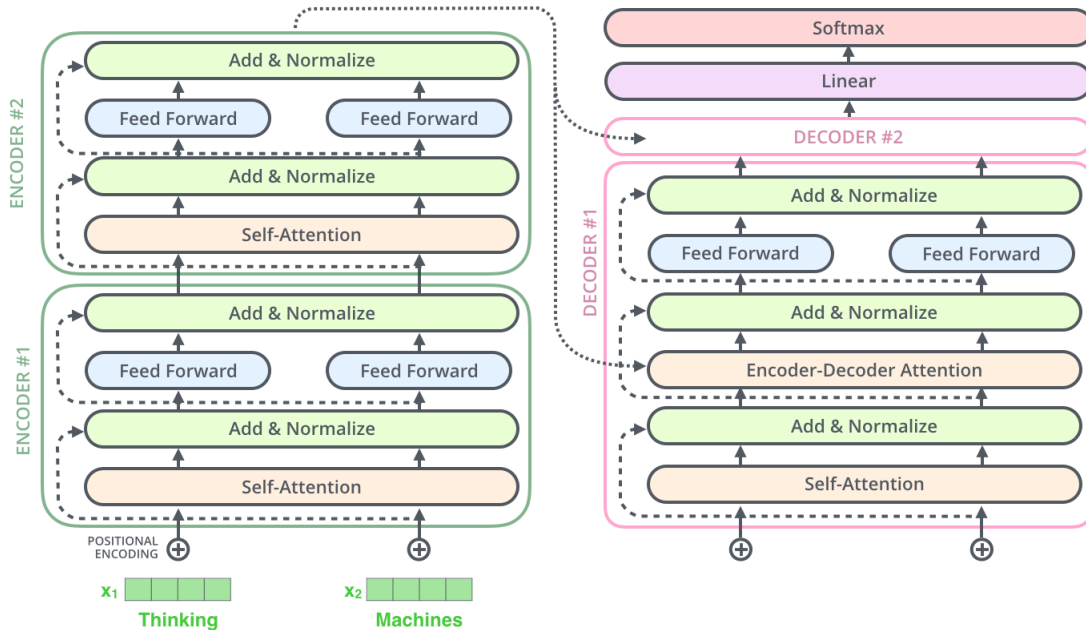 ENCODER #2
Add & Normalize
Feed Forward
Feed Forward
Add & Normalize
Self-Attention
ENCODER #1
Add & Normalize
Feed Forward
Feed Forward
Add & Normalize
Self-Attention
POSITIONAL
ENCODING
x₁
x₂
Thinking
Machines
Softmax
Linear
DECODER #2
DECODER #1
Add & Normalize
Feed Forward
Feed Forward
Add & Normalize
Encoder-Decoder Attention
Add & Normalize
Self-Attention